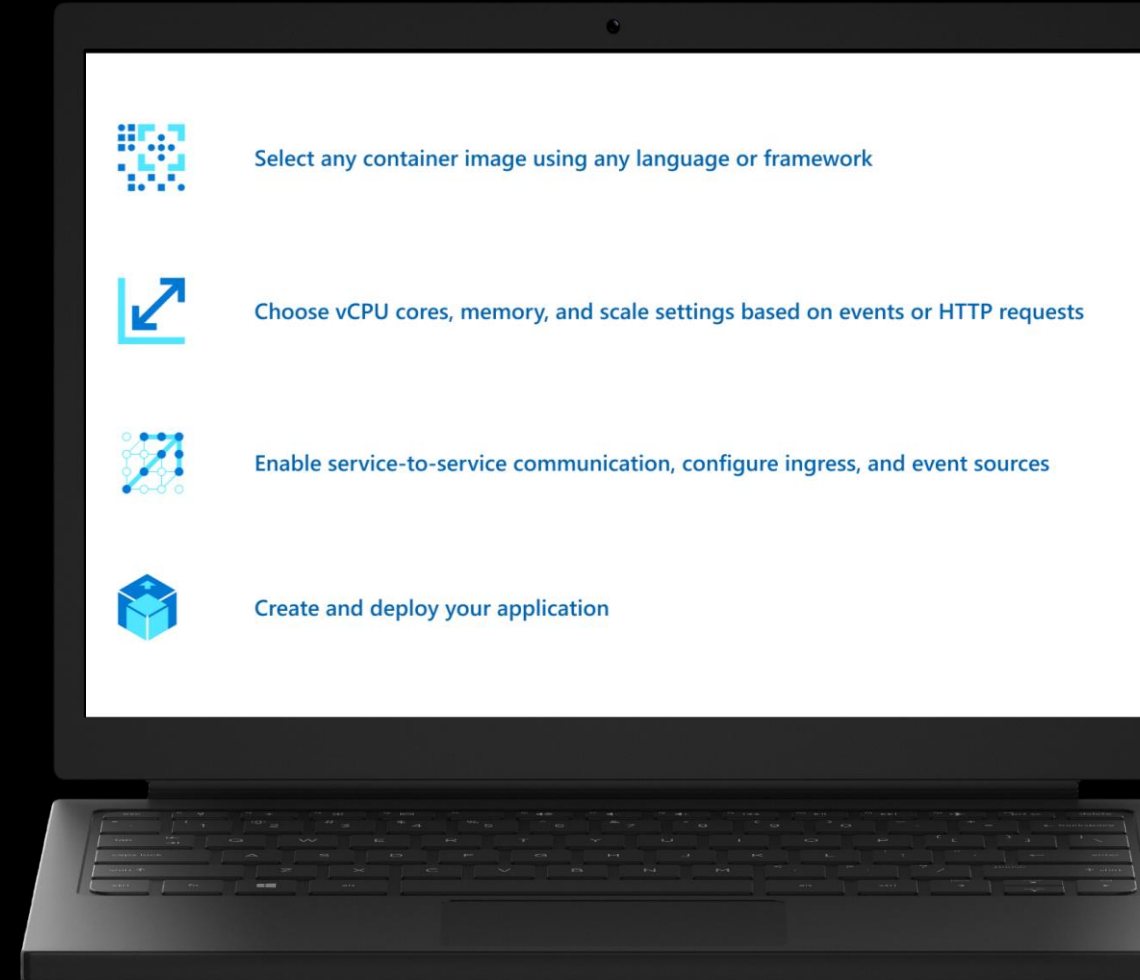 Select any container image using any language or framework
Choose vCPU cores, memory, and scale settings based on events or HTTP requests
Enable service-to-service communication, configure ingress, and event sources
Create and deploy your application